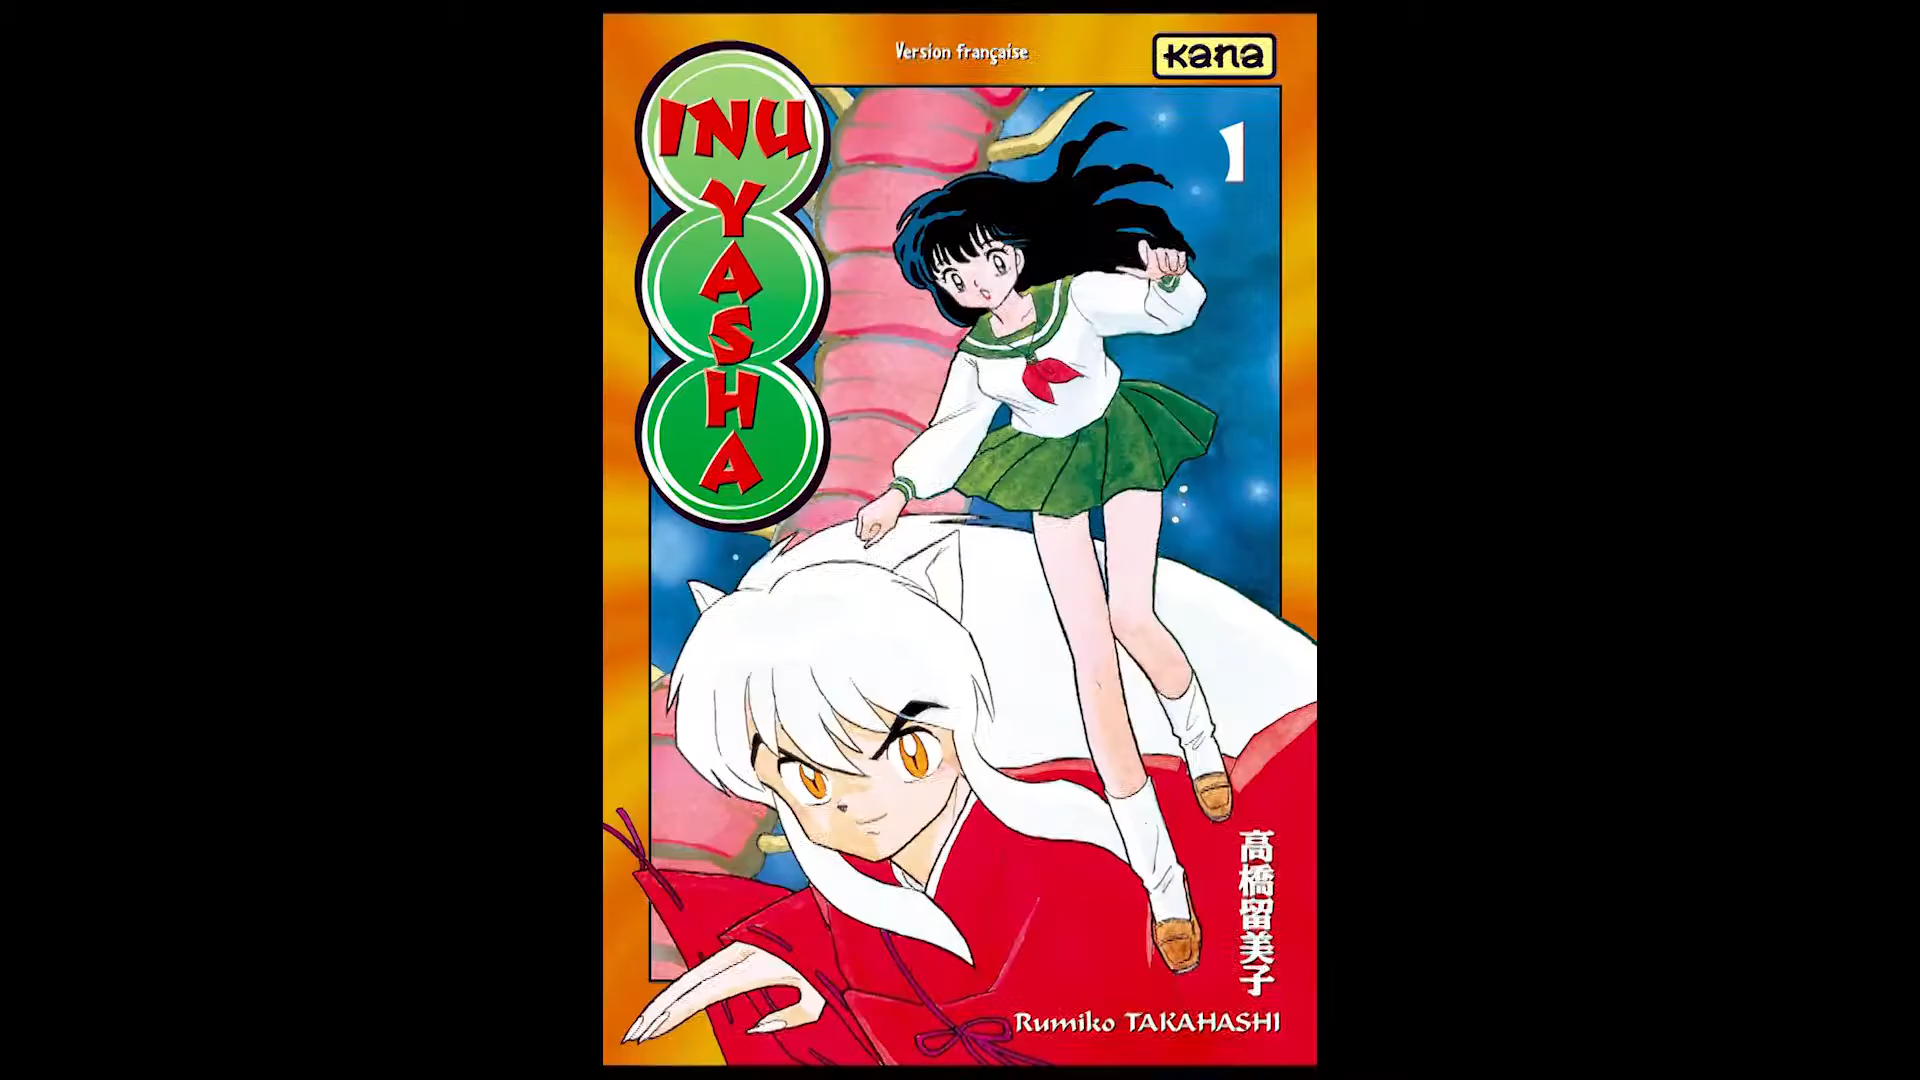 Version française
kana
INU
YASHA
1
高橋留美子
Rumiko TAKAHASHI